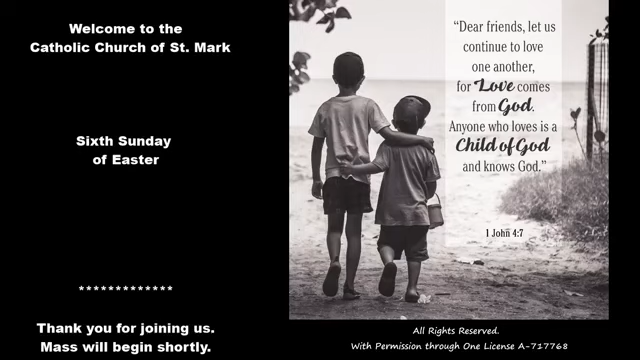 Welcome to the
Catholic Church of St. Mark
Sixth Sunday
of Easter
*************
Thank you for joining us.
Mass will begin shortly.
“Dear friends, let us
continue to love
one another,
for Love comes
from God.
Anyone who loves is a
Child of God
and knows God.”
1 John 4:7
All Rights Reserved.
With Permission through One License A-717768